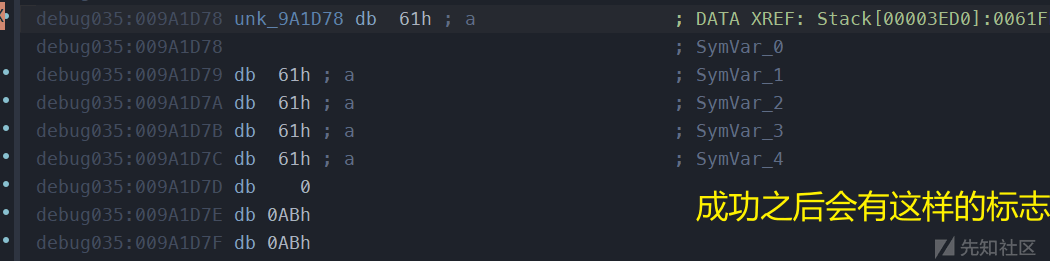 debug035:009A1D78 unk_9A1D78 db 61h ; a ; DATA XREF: Stack[00003ED0]:0061F
debug035:009A1D78 ; SymVar_0
debug035:009A1D79 db 61h ; a ; SymVar_1
debug035:009A1D7A db 61h ; a ; SymVar_2
debug035:009A1D7B db 61h ; a ; SymVar_3
debug035:009A1D7C db 61h ; a ; SymVar_4
debug035:009A1D7D db 0
debug035:009A1D7E db 0ABh
debug035:009A1D7F db 0ABh
成功之后会有这样的标志
先知社区